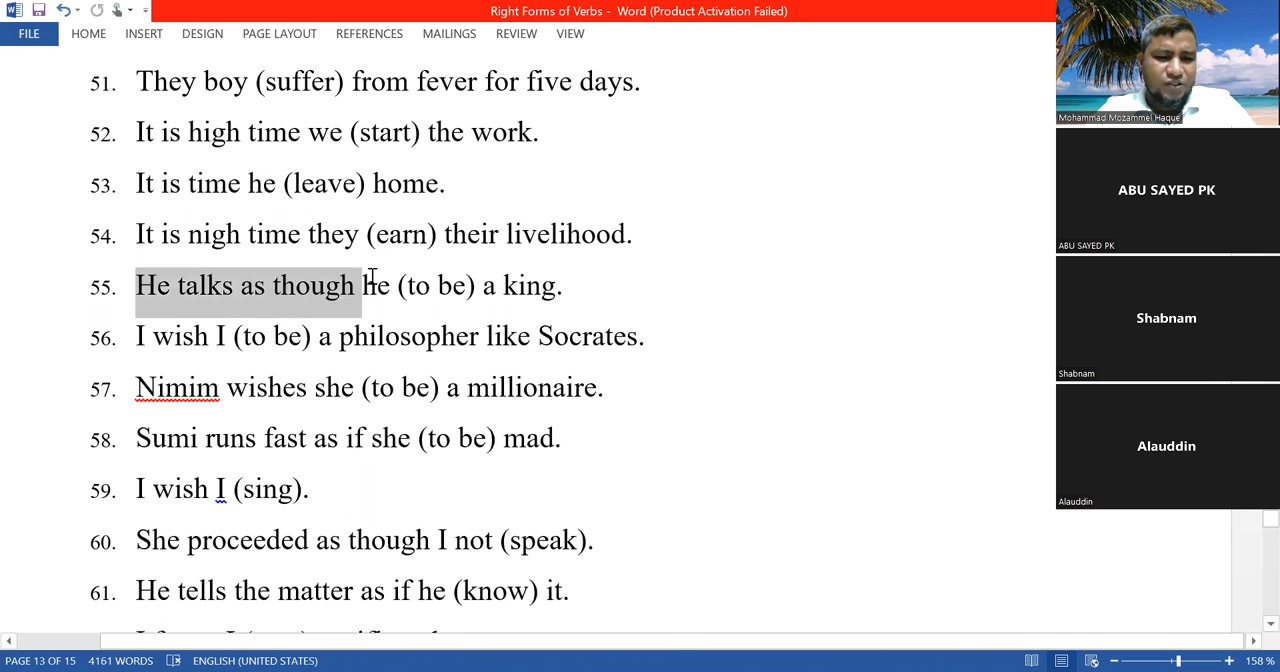 Right Forms of Verbs - Word (Product Activation Failed)
FILE HOME INSERT DESIGN PAGE LAYOUT REFERENCES MAILINGS REVIEW VIEW
51. They boy (suffer) from fever for five days.
52. It is high time we (start) the work.
53. It is time he (leave) home.
54. It is nigh time they (earn) their livelihood.
55. He talks as though he (to be) a king.
56. I wish I (to be) a philosopher like Socrates.
57. Nimim wishes she (to be) a millionaire.
58. Sumi runs fast as if she (to be) mad.
59. I wish I (sing).
60. She proceeded as though I not (speak).
61. He tells the matter as if he (know) it.
Mohammad Mozammel Haque
ABU SAYED PK
ABU SAYED PK
Shabnam
Shabnam
Alauddin
Alauddin
PAGE 13 OF 15 4161 WORDS ENGLISH (UNITED STATES) 158 %